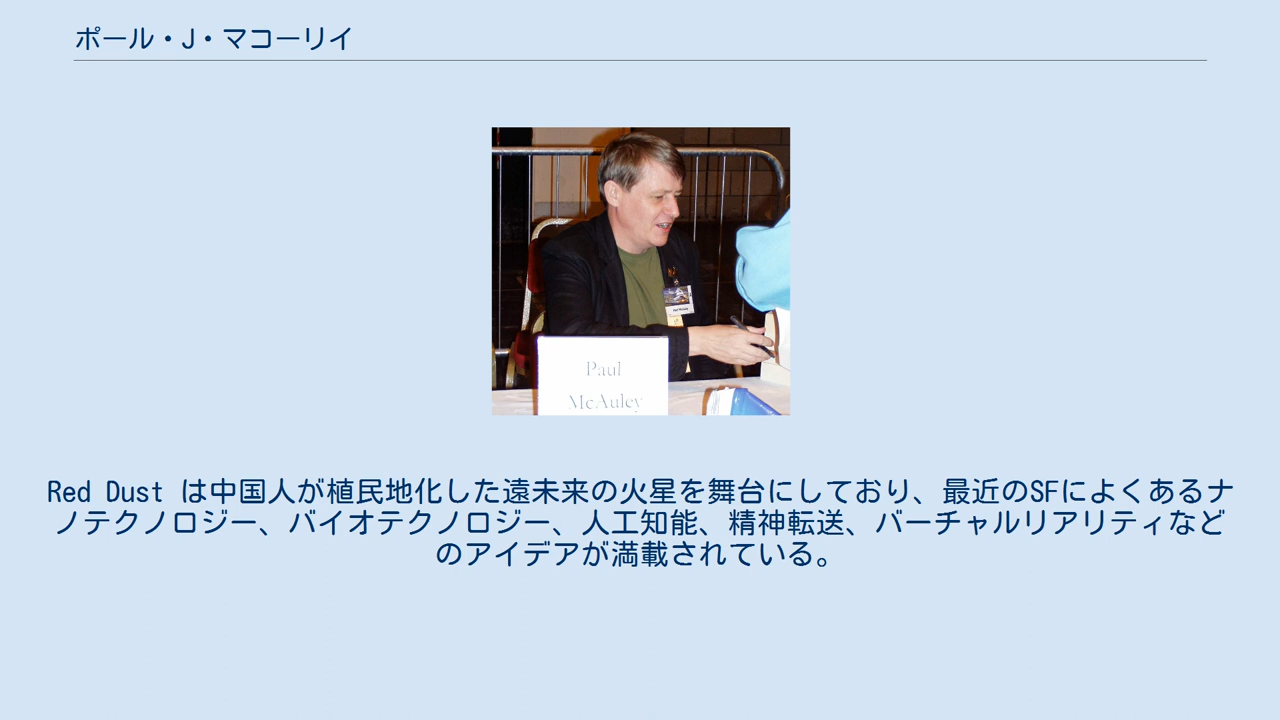 ポール・J・マコーリイ
Paul
McAuley
Red Dust は中国人が植民地化した遠未来の火星を舞台にしており、最近のSFによくあるナ
ノテクノロジー、バイオテクノロジー、人工知能、精神転送、バーチャルリアリティなど
のアイデアが満載されている。